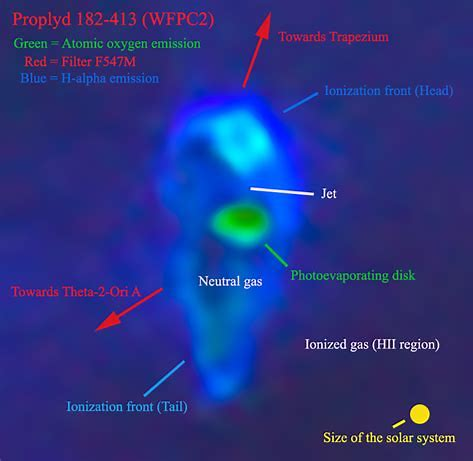 Proplyd 182-413 (WFPC2)
Green = Atomic oxygen emission
Red = Filter F547M
Blue = H-alpha emission
Towards Trapezium
Ionization front (Head)
Jet
Photoevaporating disk
Neutral gas
Towards Theta-2-Ori A
Ionized gas (HII region)
Ionization front (Tail)
Size of the solar system